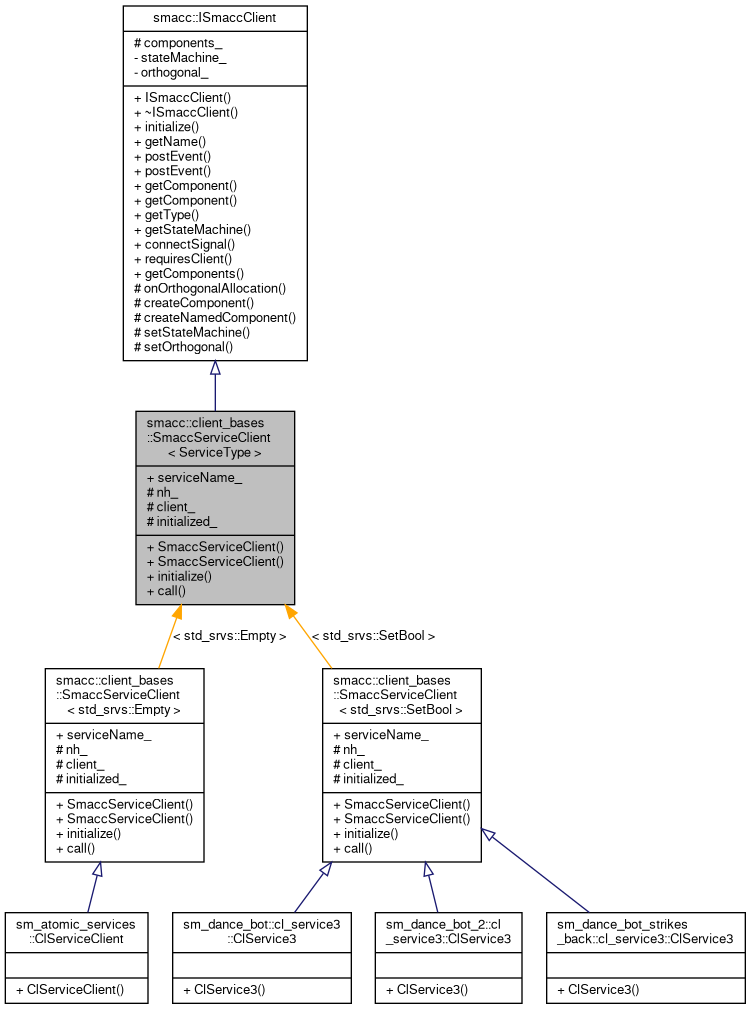 smacc::ISmaccClient
# components_
- stateMachine_
- orthogonal_
+ ISmaccClient()
+ ~ISmaccClient()
+ initialize()
+ getName()
+ postEvent()
+ postEvent()
+ getComponent()
+ getComponent()
+ getType()
+ getStateMachine()
+ connectSignal()
+ requiresClient()
+ getComponents()
# onOrthogonalAllocation()
# createComponent()
# createNamedComponent()
# setStateMachine()
# setOrthogonal()
smacc::client_bases
::SmaccServiceClient
< ServiceType >
+ serviceName_
# nh_
# client_
# initialized_
+ SmaccServiceClient()
+ SmaccServiceClient()
+ initialize()
+ call()
< std_srvs::Empty >
< std_srvs::SetBool >
smacc::client_bases
::SmaccServiceClient
< std_srvs::Empty >
+ serviceName_
# nh_
# client_
# initialized_
+ SmaccServiceClient()
+ SmaccServiceClient()
+ initialize()
+ call()
smacc::client_bases
::SmaccServiceClient
< std_srvs::SetBool >
+ serviceName_
# nh_
# client_
# initialized_
+ SmaccServiceClient()
+ SmaccServiceClient()
+ initialize()
+ call()
sm_atomic_services
::ClServiceClient
+ ClServiceClient()
sm_dance_bot::cl_service3
::ClService3
+ ClService3()
sm_dance_bot_2::cl
_service3::ClService3
+ ClService3()
sm_dance_bot_strikes
_back::cl_service3::ClService3
+ ClService3()